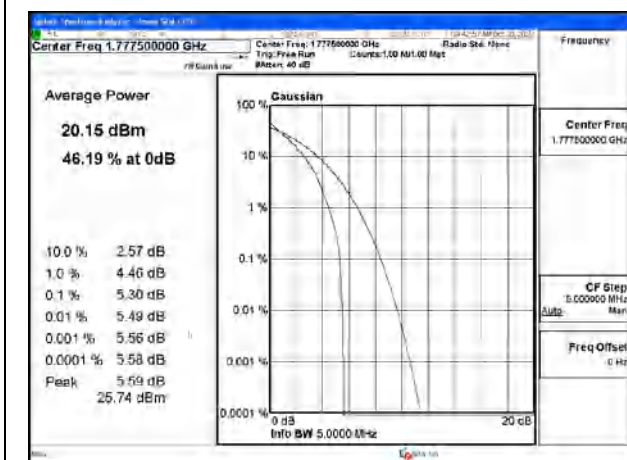 Center Freq 1.777500000 GHz
Center Freq: 1.777500000 GHz
Radio Std: None
Trig: Free Run
Counts:1.00 M/1.00 Mpt
#Atten: 40 dB
Frequency
Average Power
20.15 dBm
46.19 % at 0dB
10.0 % 2.57 dB
1.0 % 4.46 dB
0.1 % 5.30 dB
0.01 % 5.49 dB
0.001 % 5.56 dB
0.0001 % 5.58 dB
Peak 5.59 dB
25.74 dBm
Gaussian
100 %
10 %
1 %
0.1 %
0.01 %
0.001 %
0.0001 %
0 dB
20 dB
Info BW 5.0000 MHz
Center Freq
1.777500000 GHz
CF Step
5.000000 MHz
Auto Man
Freq Offset
0 Hz